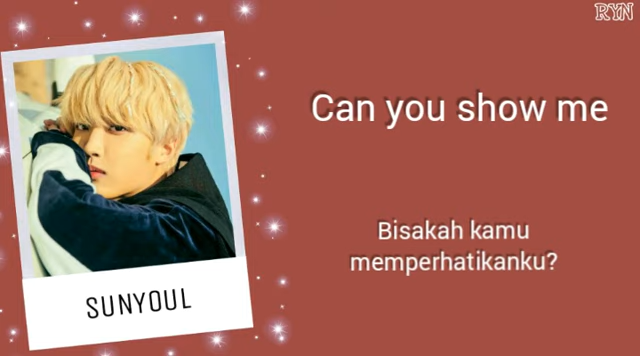 RYN
Can you show me
Bisakah kamu
memperhatikanku?
SUNYOUL